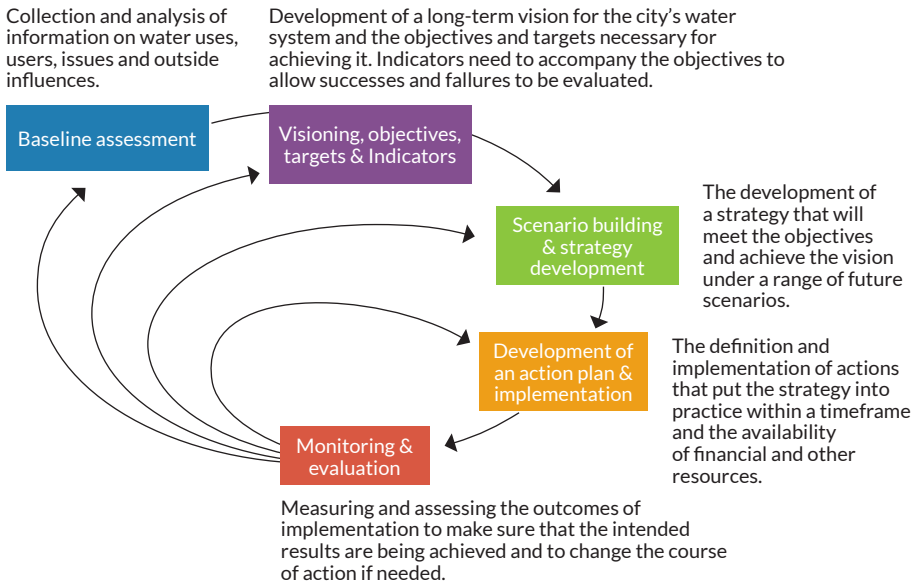 Collection and analysis of
information on water uses,
users, issues and outside
influences.
Development of a long-term vision for the city’s water
system and the objectives and targets necessary for
achieving it. Indicators need to accompany the objectives to
allow successes and failures to be evaluated.
Baseline assessment
Visioning, objectives,
targets & Indicators
Scenario building
& strategy
development
The development of
a strategy that will
meet the objectives
and achieve the vision
under a range of future
scenarios.
Development of
an action plan &
implementation
The definition and
implementation of actions
that put the strategy into
practice within a timeframe
and the availability
of financial and other
resources.
Monitoring &
evaluation
Measuring and assessing the outcomes of
implementation to make sure that the intended
results are being achieved and to change the course
of action if needed.